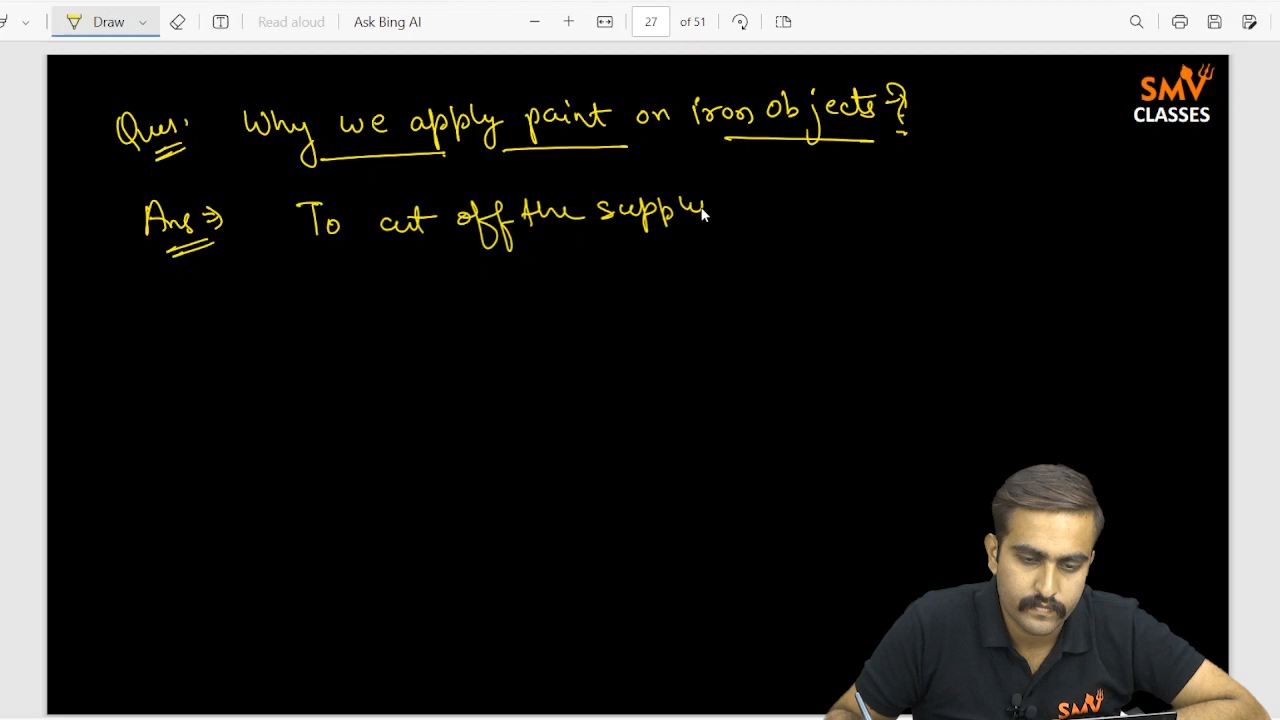 Draw
Read aloud
Ask Bing AI
27
of 51
SMV
CLASSES
Ques: Why we apply paint on iron objects?
Ans ⇒ To cut off the supply
SMV